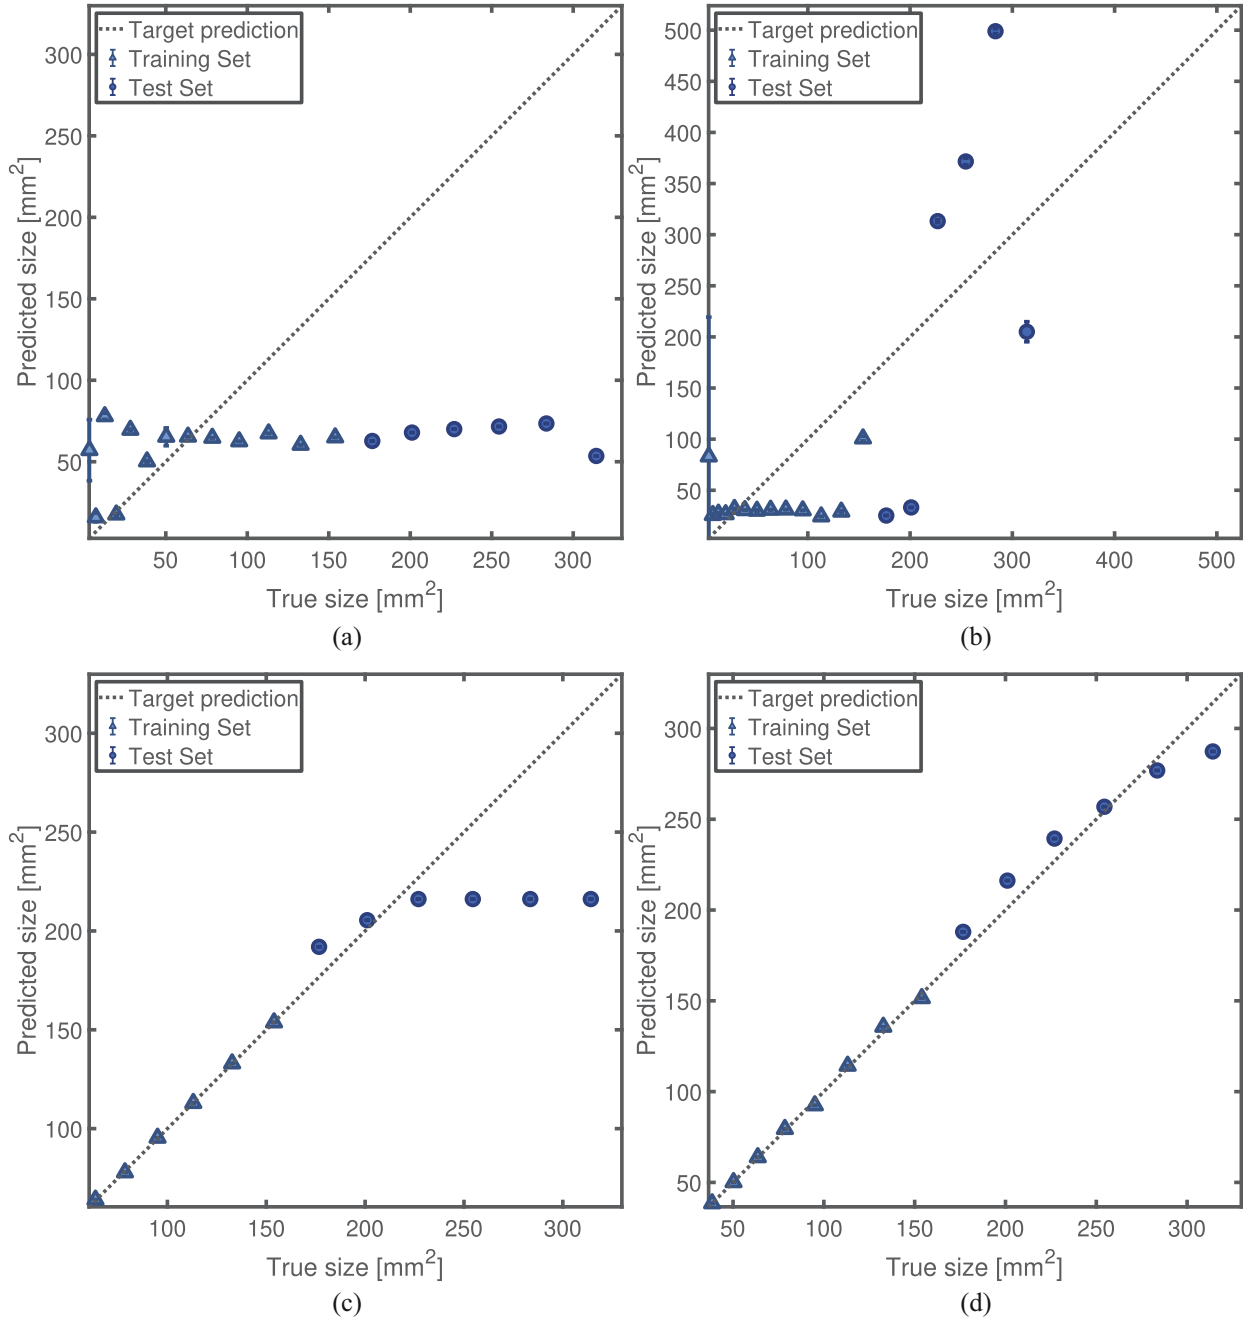 Target prediction
Training Set
Test Set
300
250
200
150
100
50
Predicted size [mm²]
50 100 150 200 250 300
True size [mm²]
(a)
Target prediction
Training Set
Test Set
500
450
400
350
300
250
200
150
100
50
Predicted size [mm²]
100 200 300 400 500
True size [mm²]
(b)
Target prediction
Training Set
Test Set
300
250
200
150
100
Predicted size [mm²]
100 150 200 250 300
True size [mm²]
(c)
Target prediction
Training Set
Test Set
300
250
200
150
100
50
Predicted size [mm²]
50 100 150 200 250 300
True size [mm²]
(d)